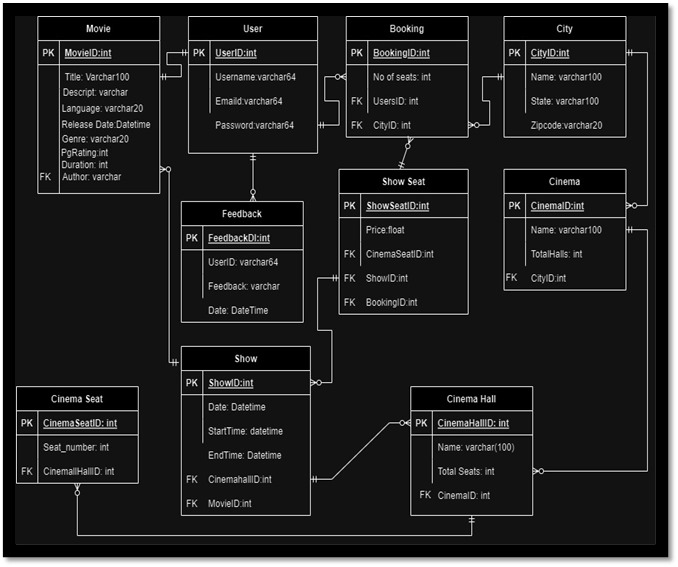 Movie
PK MovieID:int
Title: Varchar100
Descript: varchar
Language: varchar20
Release Date:Datetime
Genre: varchar20
PgRating:int
Duration: int
FK Author: varchar
User
PK UserID:int
Username:varchar64
Emaild:varchar64
Password:varchar64
Booking
PK BookingID:int
No of seats: int
FK UsersID: int
FK CityID: int
City
PK CityID:int
Name: varchar100
State: varchar100
Zipcode:varchar20
Feedback
PK FeedbackDI:int
UserID: varchar64
Feedback: varchar
Date: DateTime
Show Seat
PK ShowSeatID:int
Price:float
FK CinemaSeatID:int
FK ShowID:int
FK BookingID:int
Cinema
PK CinemaID:int
Name: varchar100
TotalHalls: int
FK CityID:int
Show
PK ShowID:int
Date: Datetime
StartTime: datetime
EndTime: Datetime
FK CinemahallID:int
FK MovieID:int
Cinema Seat
PK CinemaSeatID: int
Seat_number: int
FK CinemallHallID: int
Cinema Hall
PK CinemaHallID: int
Name: varchar(100)
Total Seats: int
FK CinemaID: int